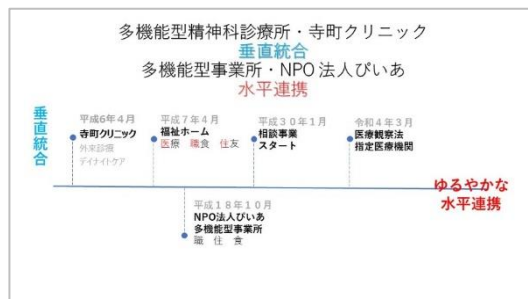 多機能型精神科診療所・寺町クリニック
垂直統合
多機能型事業所・NPO法人ぴいあ
水平連携
垂直統合
平成6年4月
寺町クリニック
外来診療
デイナイトケア
平成7年4月
福祉ホーム
医療 職食 住友
平成30年1月
相談事業
スタート
令和4年3月
医療観察法
指定医療機関
ゆるやかな
水平連携
平成18年10月
NPO法人ぴいあ
多機能型事業所
職 住 食